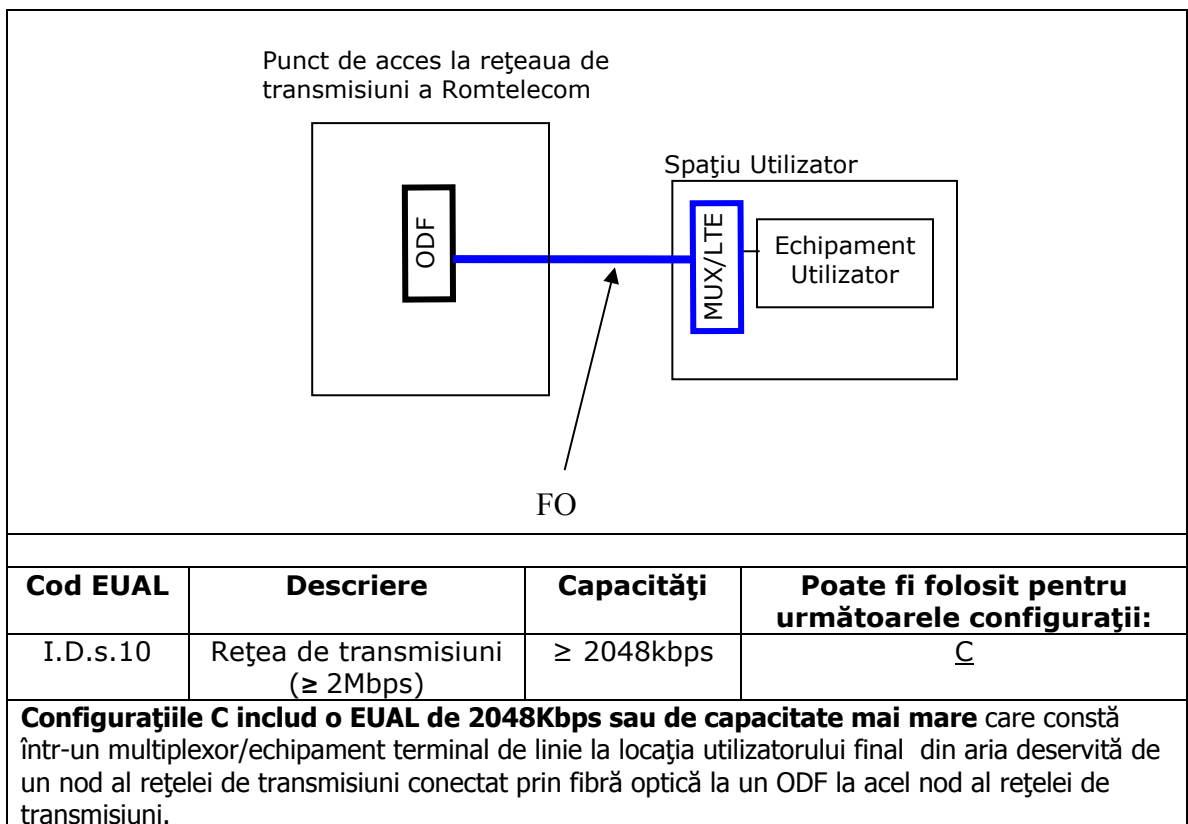 Punct de acces la reţeaua de
transmisiuni a Romtelecom
Spaţiu Utilizator
ODF
MUX/LTE
Echipament
Utilizator
FO
Cod EUAL Descriere Capacităţi Poate fi folosit pentru
următoarele configuraţii:
I.D.s.10 Reţea de transmisiuni ≥ 2048kbps C
(≥ 2Mbps)
Configuraţiile C includ o EUAL de 2048Kbps sau de capacitate mai mare care constă
într-un multiplexor/echipament terminal de linie la locaţia utilizatorului final din aria deservită de
un nod al reţelei de transmisiuni conectat prin fibră optică la un ODF la acel nod al reţelei de
transmisiuni.